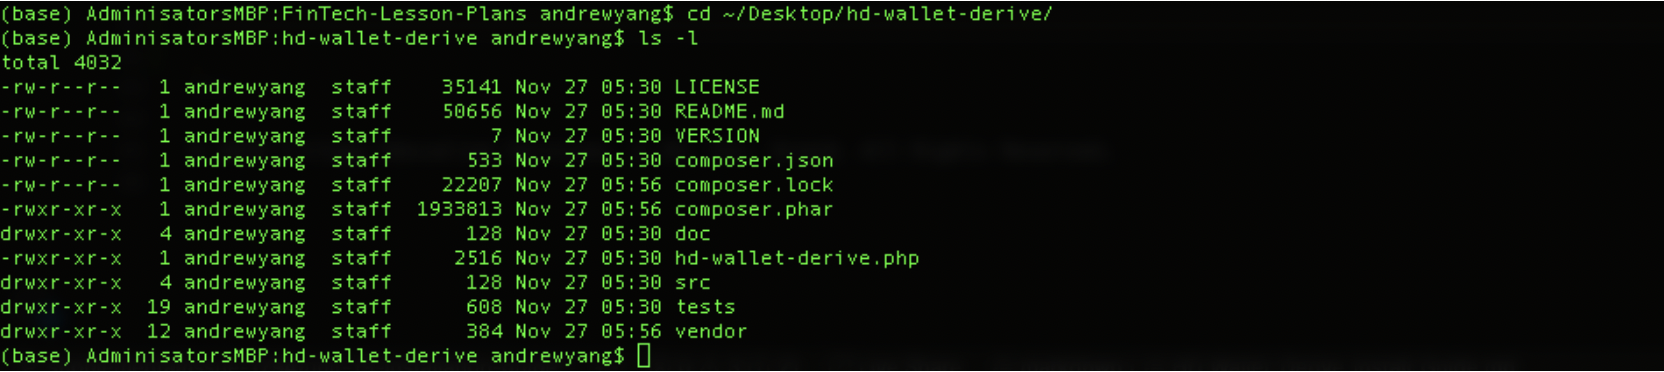 (base) AdminisatorsMBP:FinTech-Lesson-Plans andrewyang$ cd ~/Desktop/hd-wallet-derive/
(base) AdminisatorsMBP:hd-wallet-derive andrewyang$ ls -l
total 4032
-rw-r--r--   1 andrewyang  staff    35141 Nov 27 05:30 LICENSE
-rw-r--r--   1 andrewyang  staff    50656 Nov 27 05:30 README.md
-rw-r--r--   1 andrewyang  staff        7 Nov 27 05:30 VERSION
-rw-r--r--   1 andrewyang  staff      533 Nov 27 05:30 composer.json
-rw-r--r--   1 andrewyang  staff    22207 Nov 27 05:56 composer.lock
-rwxr-xr-x   1 andrewyang  staff  1933813 Nov 27 05:56 composer.phar
drwxr-xr-x   4 andrewyang  staff      128 Nov 27 05:30 doc
-rwxr-xr-x   1 andrewyang  staff     2516 Nov 27 05:30 hd-wallet-derive.php
drwxr-xr-x   4 andrewyang  staff      128 Nov 27 05:30 src
drwxr-xr-x  19 andrewyang  staff      608 Nov 27 05:30 tests
drwxr-xr-x  12 andrewyang  staff      384 Nov 27 05:56 vendor
(base) AdminisatorsMBP:hd-wallet-derive andrewyang$